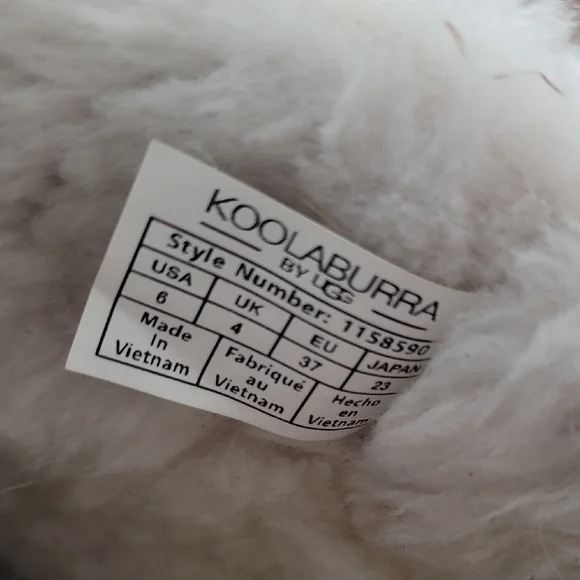 KOOLABURRA
BY UGG
Style Number: 1158590
USA UK EU JAPAN
6 4 37 23
Made in Vietnam
Fabriqué au Vietnam
Hecho en Vietnam